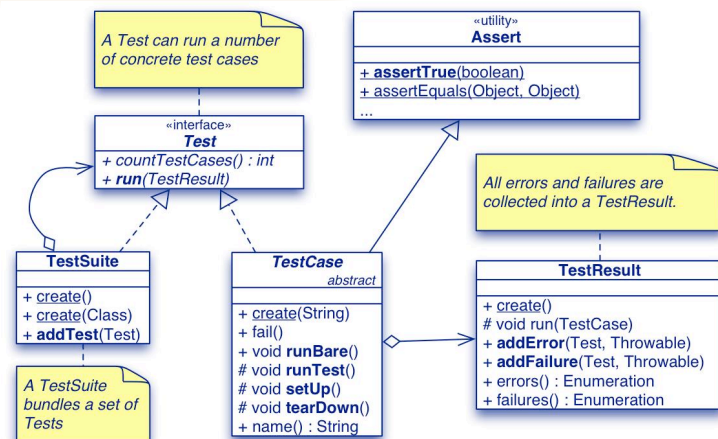 A Test can run a number
of concrete test cases
«utility»
Assert
+ assertTrue(boolean)
+ assertEquals(Object, Object)
...
«interface»
Test
+ countTestCases() : int
+ run(TestResult)
All errors and failures are
collected into a TestResult.
TestSuite
+ create()
+ create(Class)
+ addTest(Test)
TestCase
abstract
+ create(String)
+ fail()
+ void runBare()
# void runTest()
# void setUp()
# void tearDown()
+ name() : String
TestResult
+ create()
# void run(TestCase)
+ addError(Test, Throwable)
+ addFailure(Test, Throwable)
+ errors() : Enumeration
+ failures() : Enumeration
A TestSuite
bundles a set of
Tests